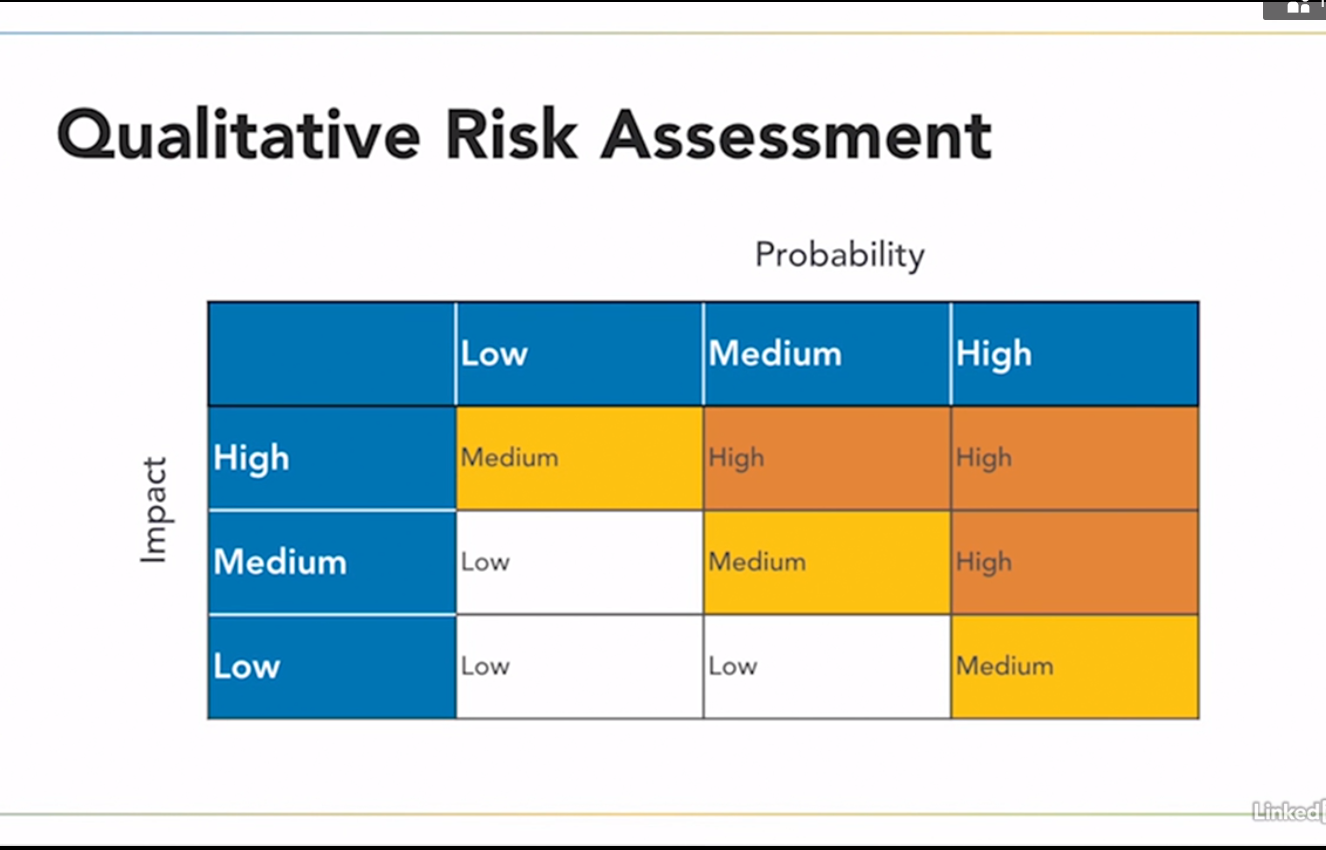 Qualitative Risk Assessment
Probability
Low Medium High
Impact
High Medium High High
Medium Low Medium High
Low Low Low Medium
Linked